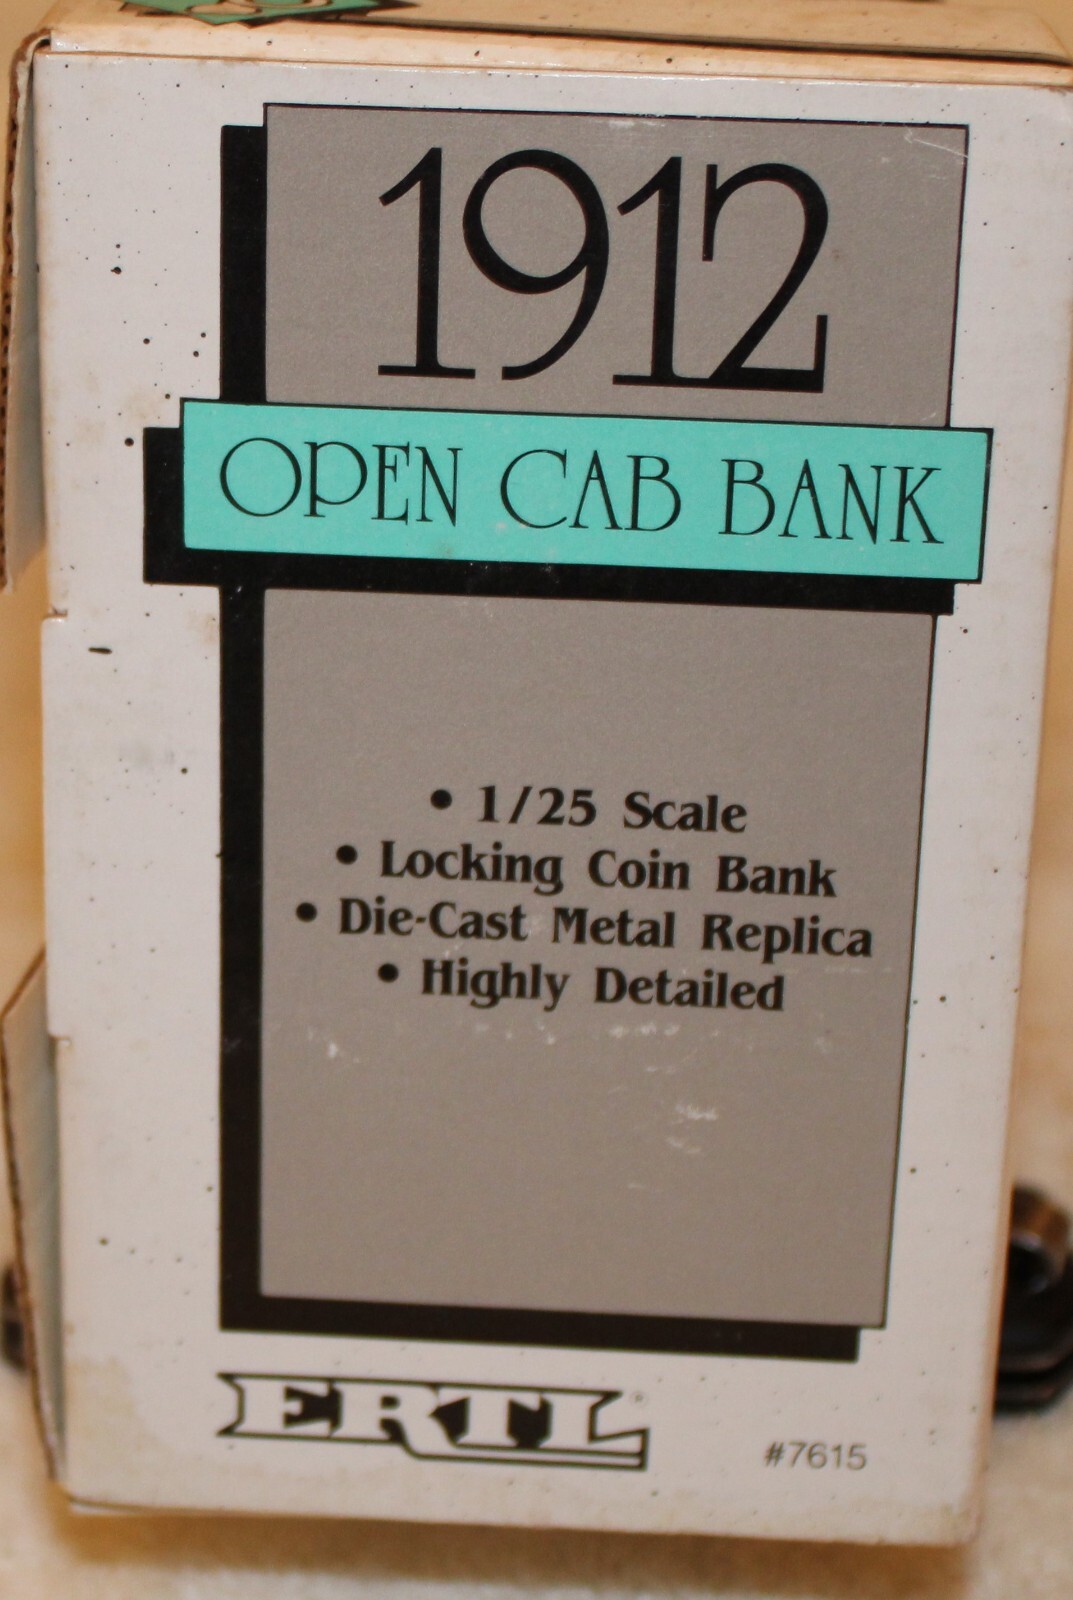 1912
OPEN CAB BANK
• 1/25 Scale
• Locking Coin Bank
• Die-Cast Metal Replica
• Highly Detailed
ERTL®
#7615